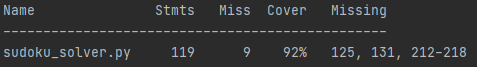 Name Stmts Miss Cover Missing
-----------------------------------------------
sudoku_solver.py 119 9 92% 125, 131, 212-218